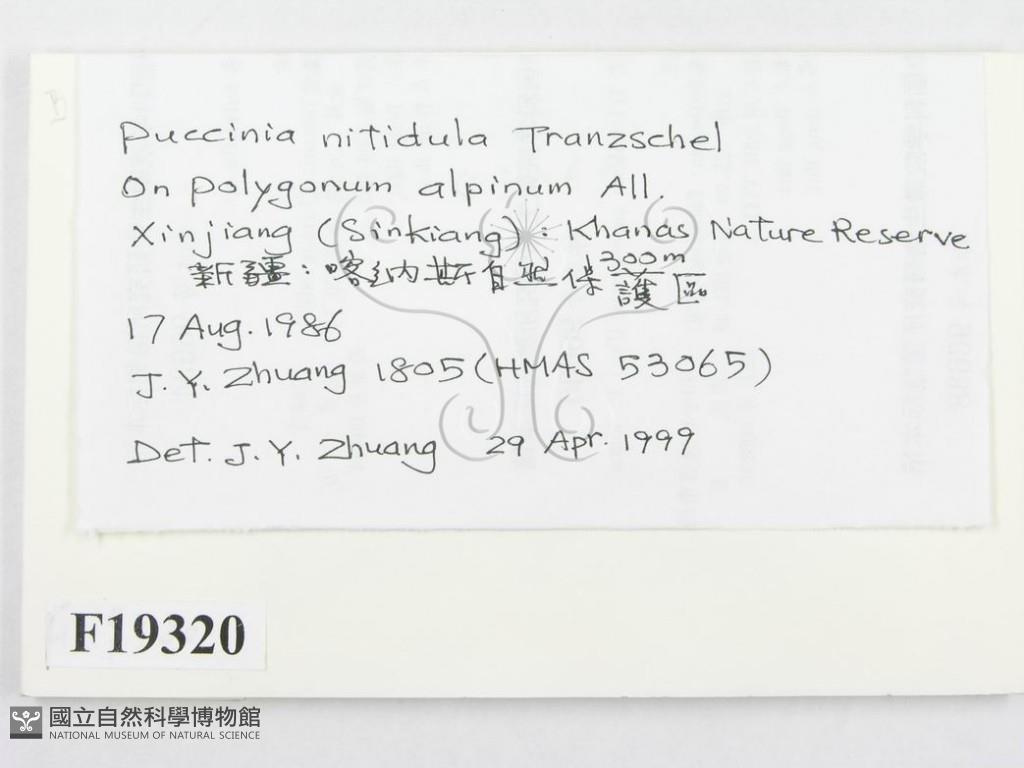 Puccinia nitidula Tranzschel
On polygonum alpinum All.
Xinjiang (Sinkiang): Khanas Nature Reserve
300m
新疆:喀納斯自然保護區
17 Aug. 1986
J. Y. Zhuang 1805 (HMAS 53065)
Det. J. Y. Zhuang 29 Apr. 1999
F19320
國立自然科學博物館
NATIONAL MUSEUM OF NATURAL SCIENCE